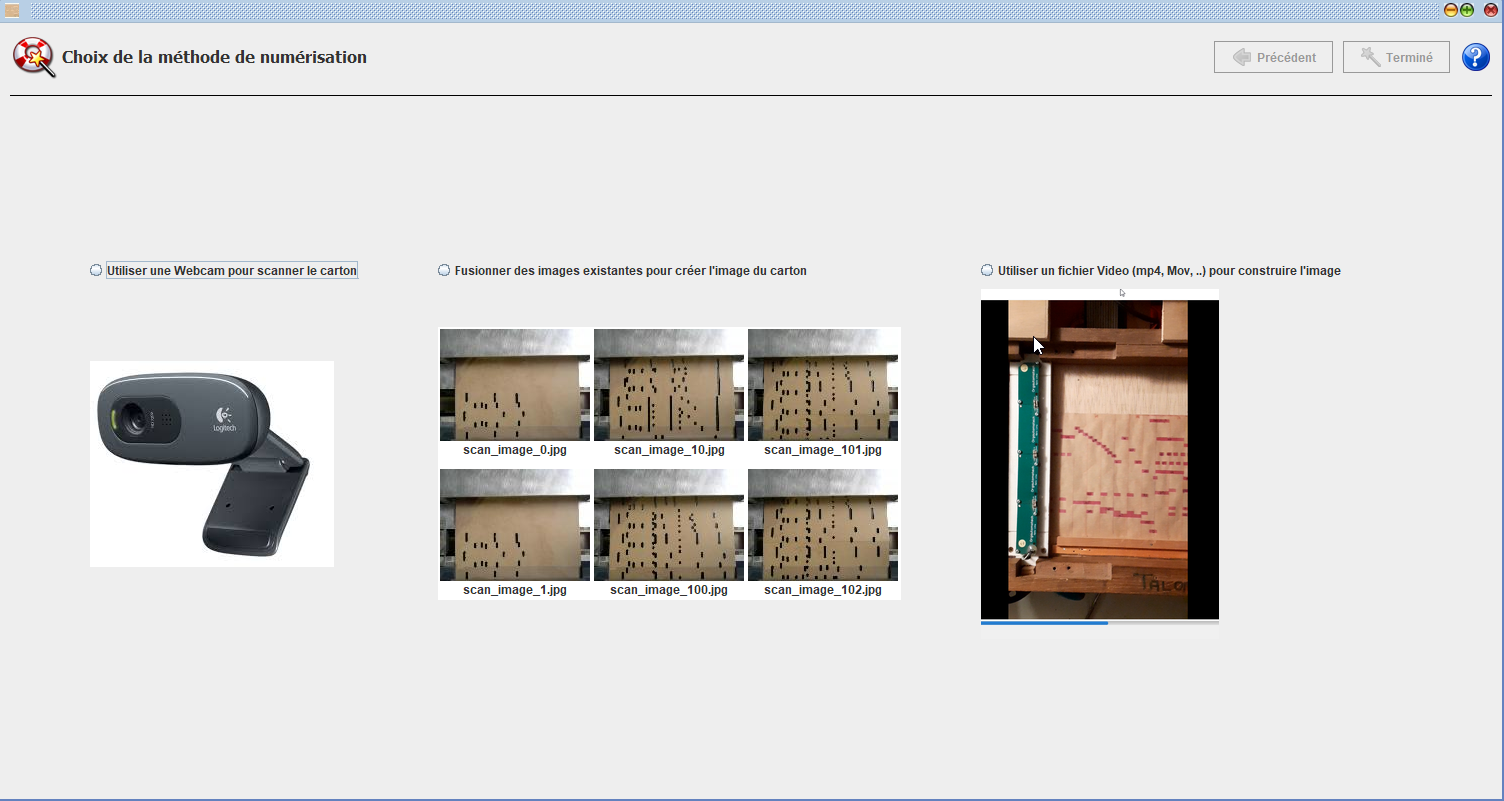 Choix de la méthode de numérisation
Précédent
Terminé
?
Utiliser une Webcam pour scanner le carton
Fusionner des images existantes pour créer l'image du carton
Utiliser un fichier Video (mp4, Mov, ..) pour construire l'image
Logitech
scan_image_0.jpg
scan_image_10.jpg
scan_image_101.jpg
scan_image_1.jpg
scan_image_100.jpg
scan_image_102.jpg